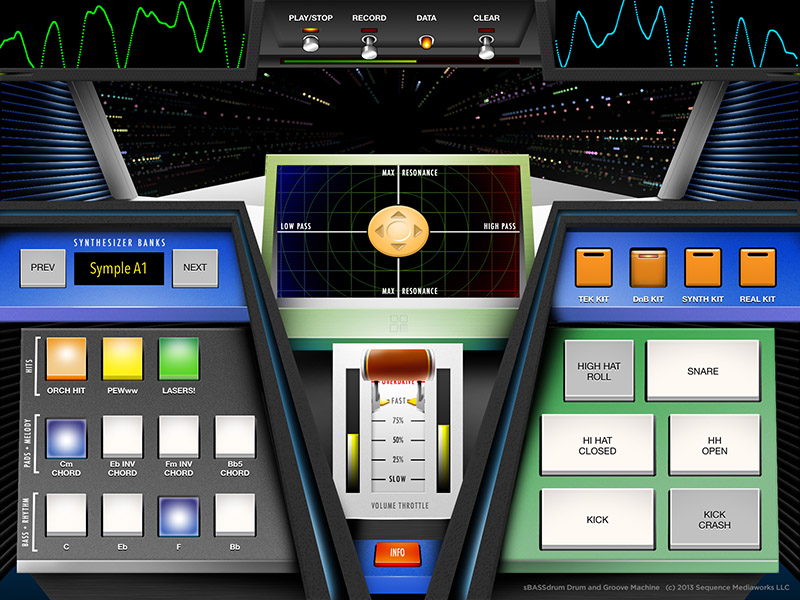 PLAY/STOP RECORD DATA CLEAR
MAX RESONANCE
LOW PASS HIGH PASS
MAX RESONANCE
SYNTHESIZER BANKS
PREV Symple A1 NEXT
TEK KIT DnB KIT SYNTH KIT REAL KIT
HITS
ORCH HIT PEWww LASERS!
PADS + MELODY
Cm
CHORD
Eb INV
CHORD
Fm INV
CHORD
Bb5
CHORD
BASS + RHYTHM
C Eb F Bb
OVERDRIVE
FAST
75%
50%
25%
SLOW
VOLUME THROTTLE
INFO
HIGH HAT
ROLL
SNARE
HI HAT
CLOSED
HH
OPEN
KICK
KICK
CRASH
sBASSdrum Drum and Groove Machine (c) 2013 Sequence Mediaworks LLC